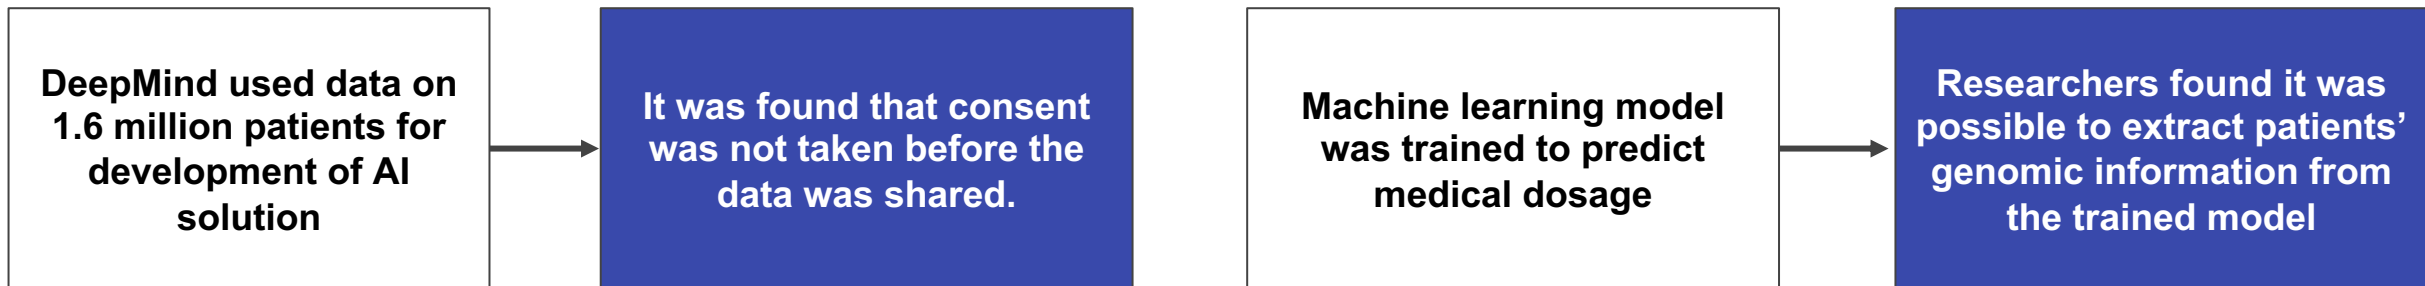 DeepMind used data on
1.6 million patients for
development of AI
solution
It was found that consent
was not taken before the
data was shared.
Machine learning model
was trained to predict
medical dosage
Researchers found it was
possible to extract patients’
genomic information from
the trained model